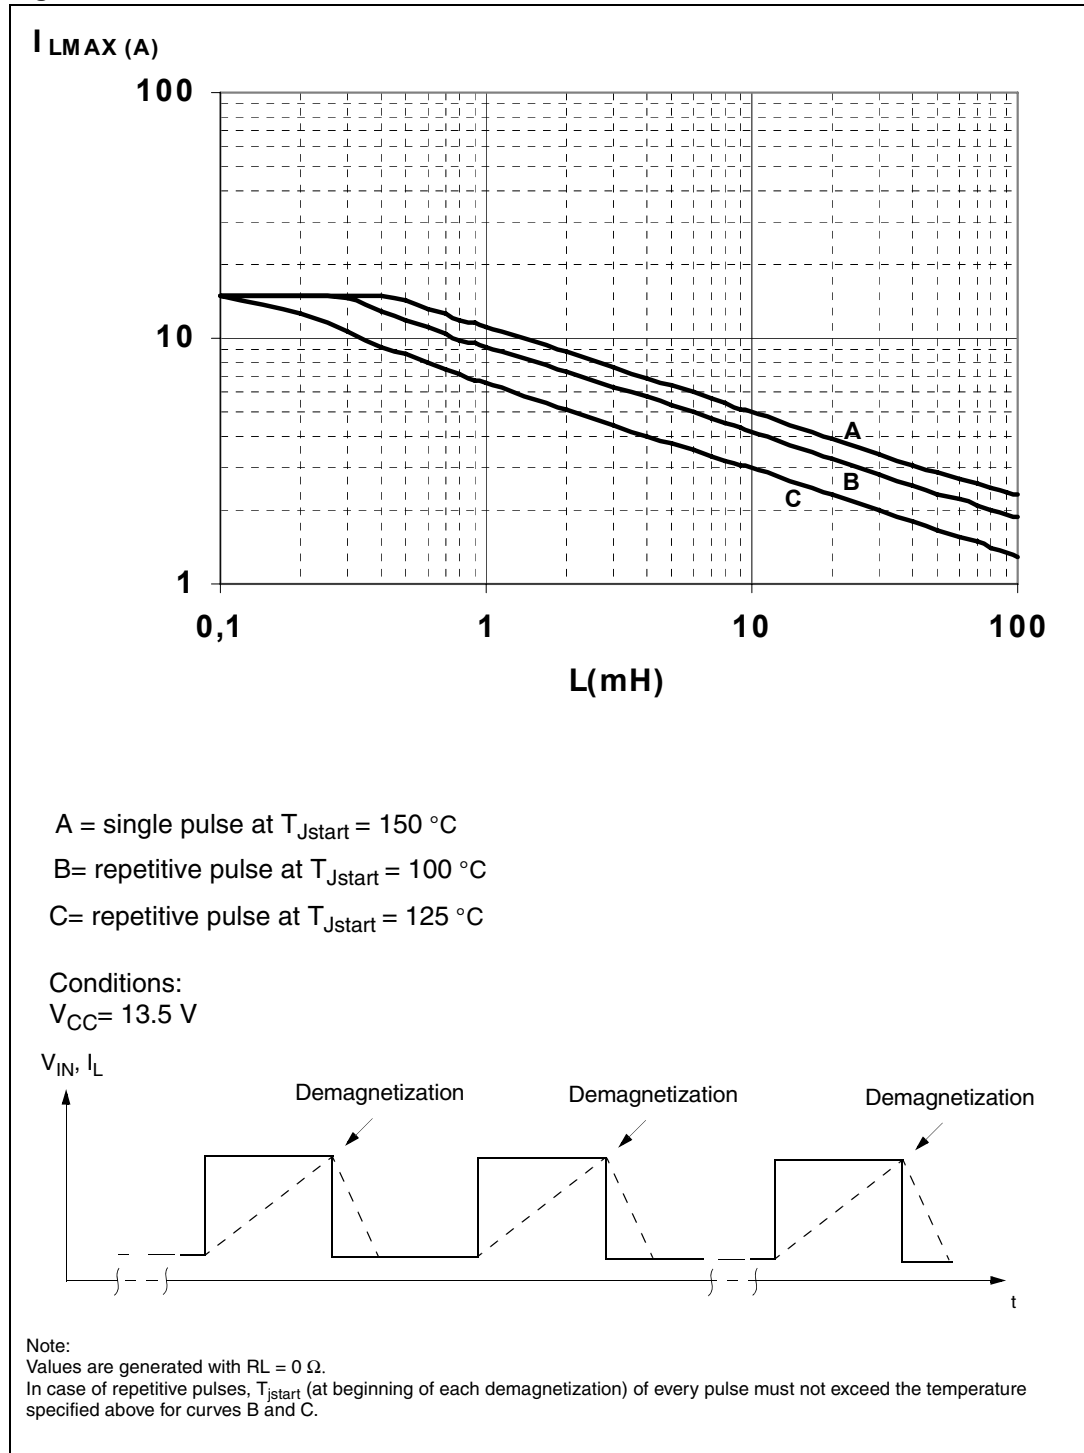 I LMAX (A)
100
10
1
A
B
C
0,1 1 10 100
L(mH)
A = single pulse at TJstart = 150 °C
B= repetitive pulse at TJstart = 100 °C
C= repetitive pulse at TJstart = 125 °C
Conditions:
VCC= 13.5 V
VIN, IL
Demagnetization Demagnetization Demagnetization
t
Note:
Values are generated with RL = 0 Ω.
In case of repetitive pulses, Tjstart (at beginning of each demagnetization) of every pulse must not exceed the temperature
specified above for curves B and C.